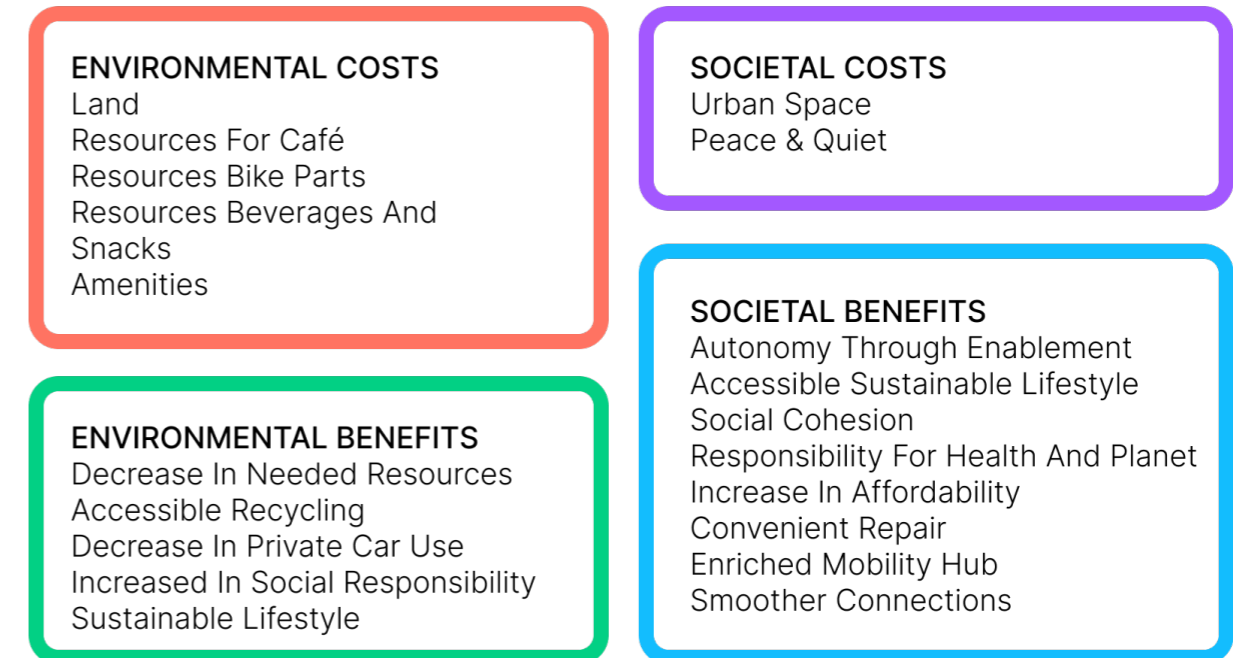 ENVIRONMENTAL COSTS
Land
Resources For Café
Resources Bike Parts
Resources Beverages And
Snacks
Amenities
ENVIRONMENTAL BENEFITS
Decrease In Needed Resources
Accessible Recycling
Decrease In Private Car Use
Increased In Social Responsibility
Sustainable Lifestyle
SOCIETAL COSTS
Urban Space
Peace & Quiet
SOCIETAL BENEFITS
Autonomy Through Enablement
Accessible Sustainable Lifestyle
Social Cohesion
Responsibility For Health And Planet
Increase In Affordability
Convenient Repair
Enriched Mobility Hub
Smoother Connections